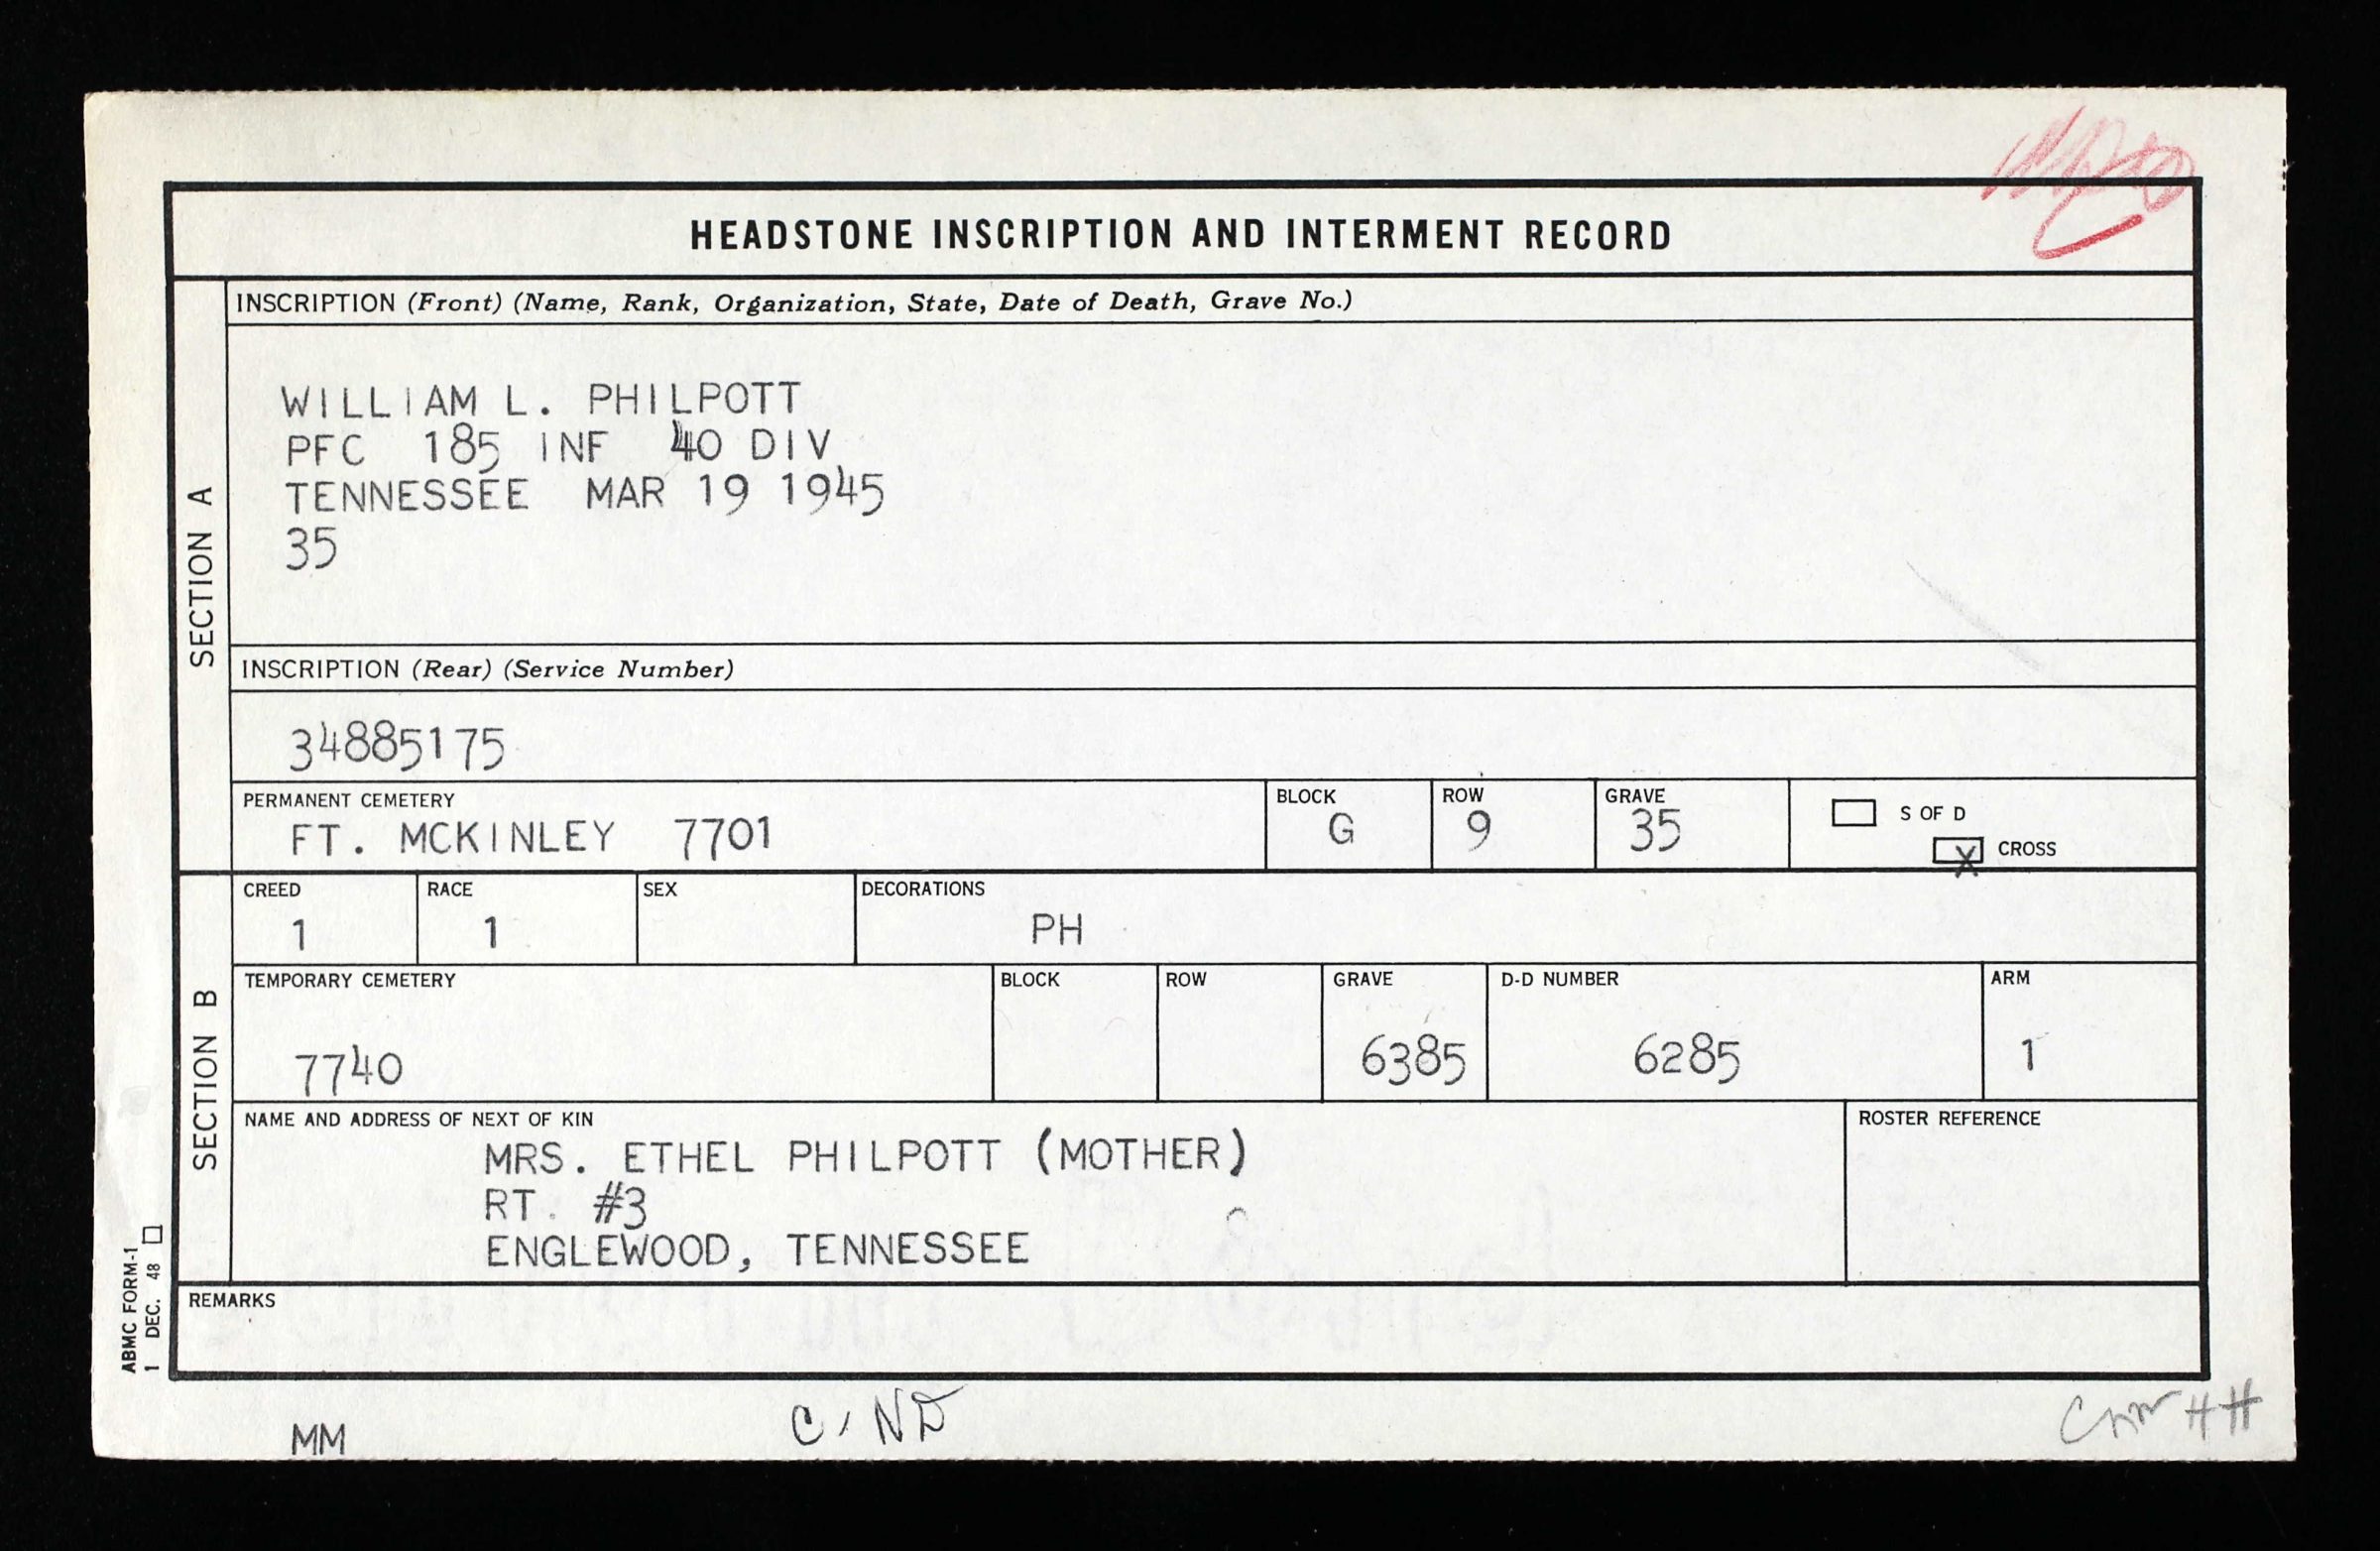 HEADSTONE INSCRIPTION AND INTERMENT RECORD
SECTION A
INSCRIPTION (Front) (Name, Rank, Organization, State, Date of Death, Grave No.)
WILLIAM L. PHILPOTT
PFC 185 INF 40 DIV
TENNESSEE MAR 19 1945
35
INSCRIPTION (Rear) (Service Number)
34885175
PERMANENT CEMETERY BLOCK ROW GRAVE
FT. MCKINLEY 7701 G 9 35
S OF D
X CROSS
SECTION B
CREED RACE SEX DECORATIONS
1 1 PH
TEMPORARY CEMETERY BLOCK ROW GRAVE D-D NUMBER ARM
7740 6385 6285 1
NAME AND ADDRESS OF NEXT OF KIN ROSTER REFERENCE
MRS. ETHEL PHILPOTT (MOTHER)
RT. #3
ENGLEWOOD, TENNESSEE
REMARKS
ABMC FORM-1
1 DEC. 48
MM
C, ND
HH